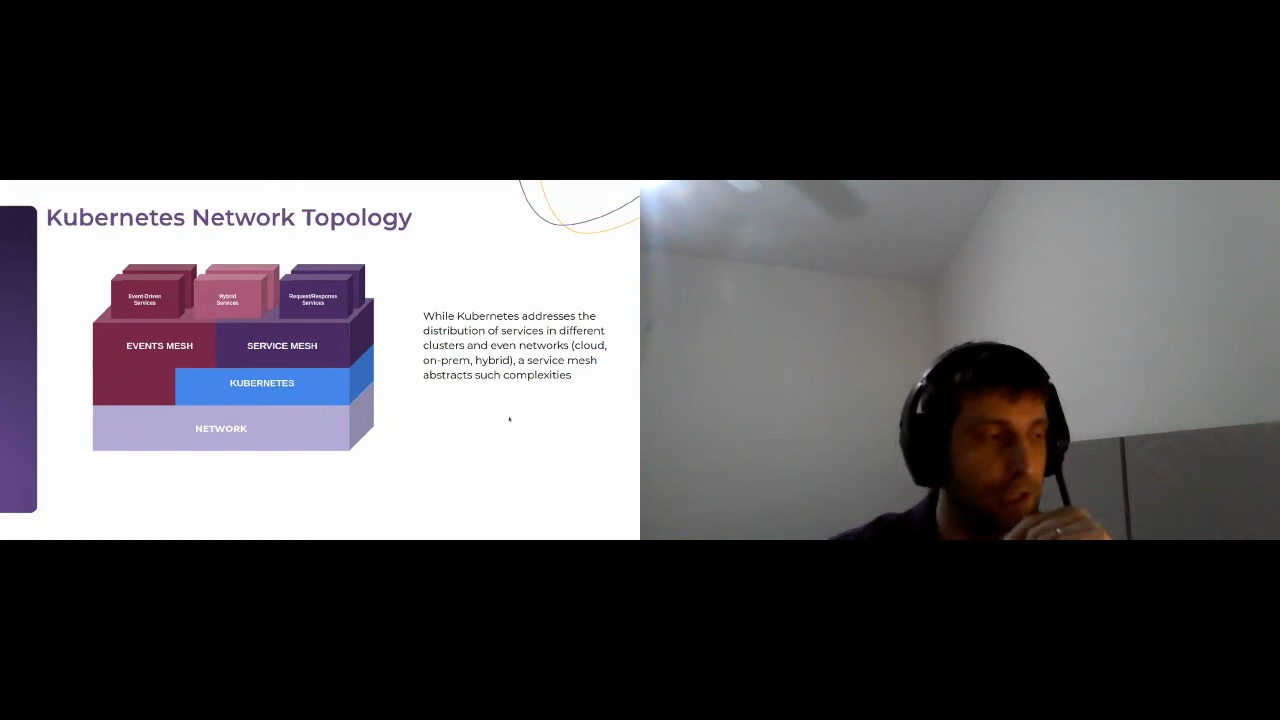 Kubernetes Network Topology
Event-Driven
Services
Hybrid
Services
Request/Response
Services
EVENTS MESH
SERVICE MESH
KUBERNETES
NETWORK
While Kubernetes addresses the
distribution of services in different
clusters and even networks (cloud,
on-prem, hybrid), a service mesh
abstracts such complexities